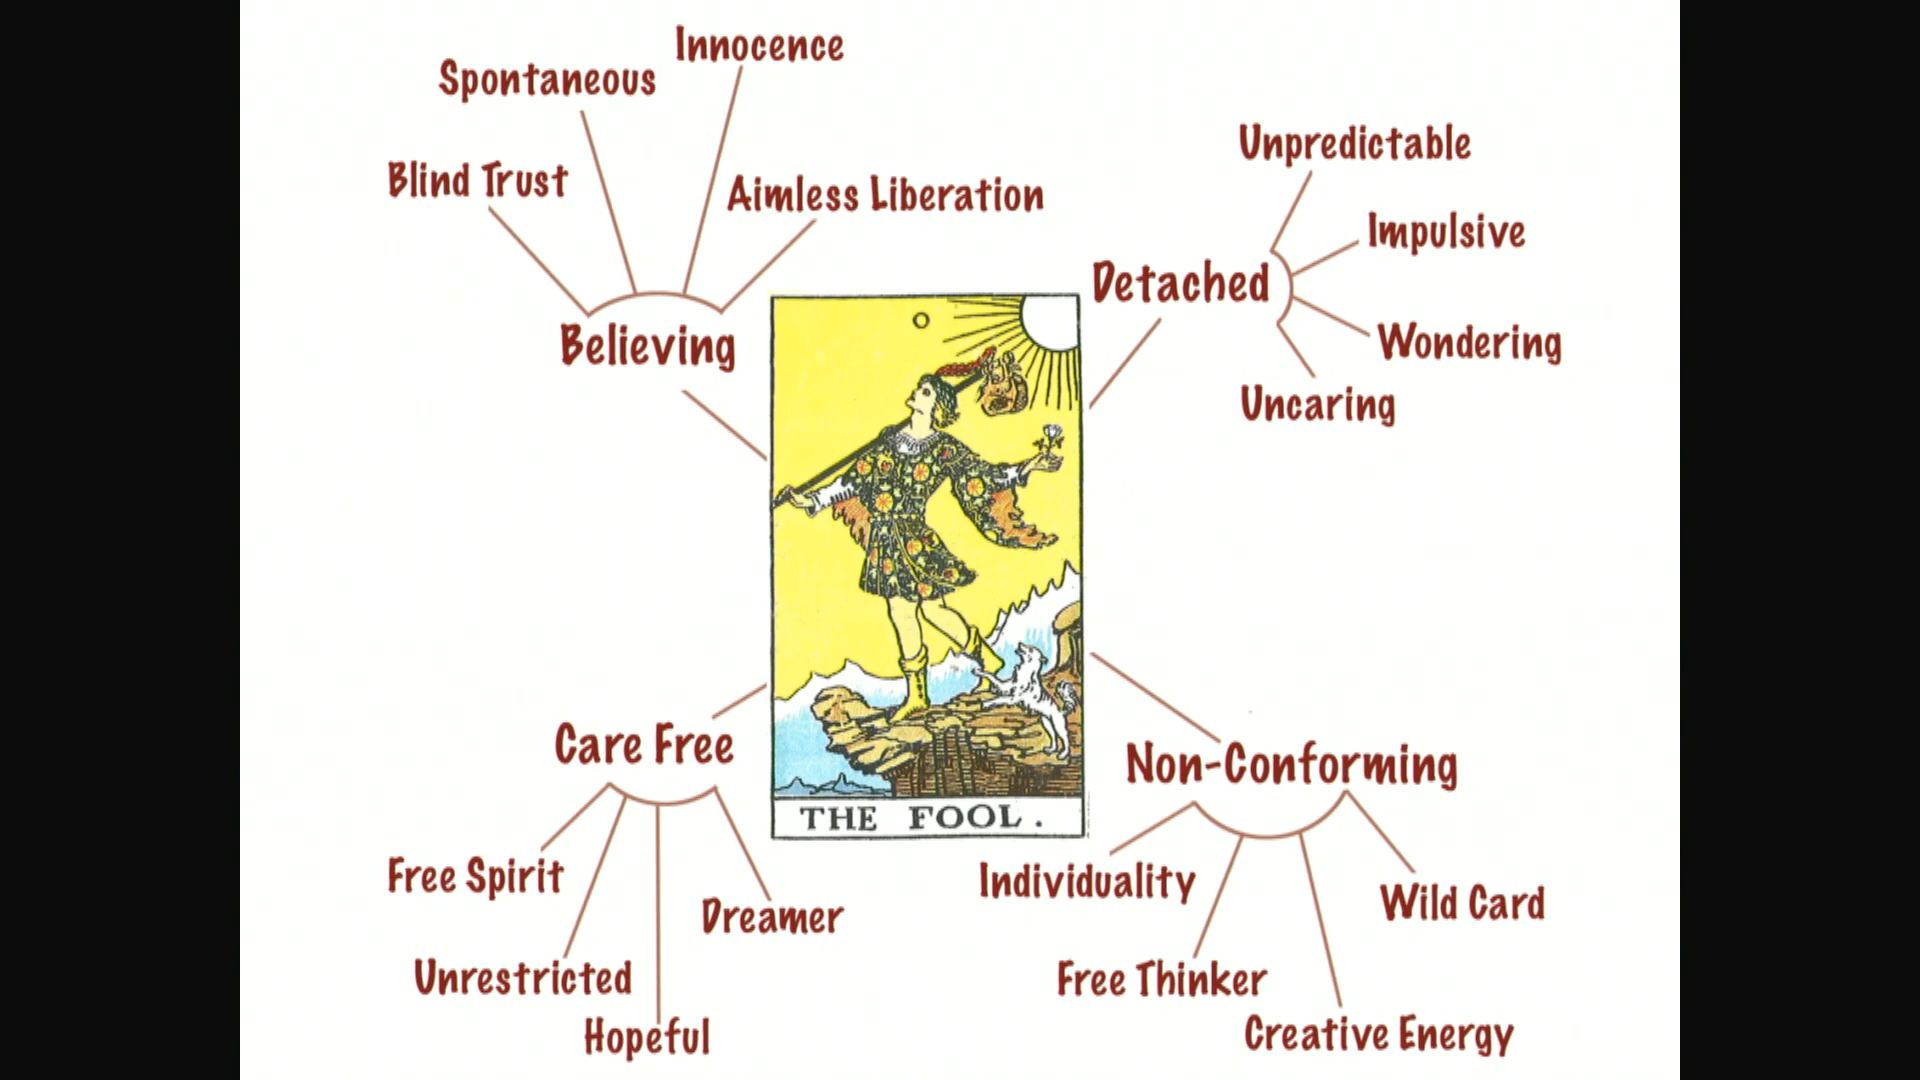 Innocence
Spontaneous
Blind Trust
Aimless Liberation
Believing
Unpredictable
Impulsive
Detached
Wondering
Uncaring
0
THE FOOL.
Care Free
Free Spirit
Dreamer
Unrestricted
Hopeful
Non-Conforming
Individuality
Wild Card
Free Thinker
Creative Energy